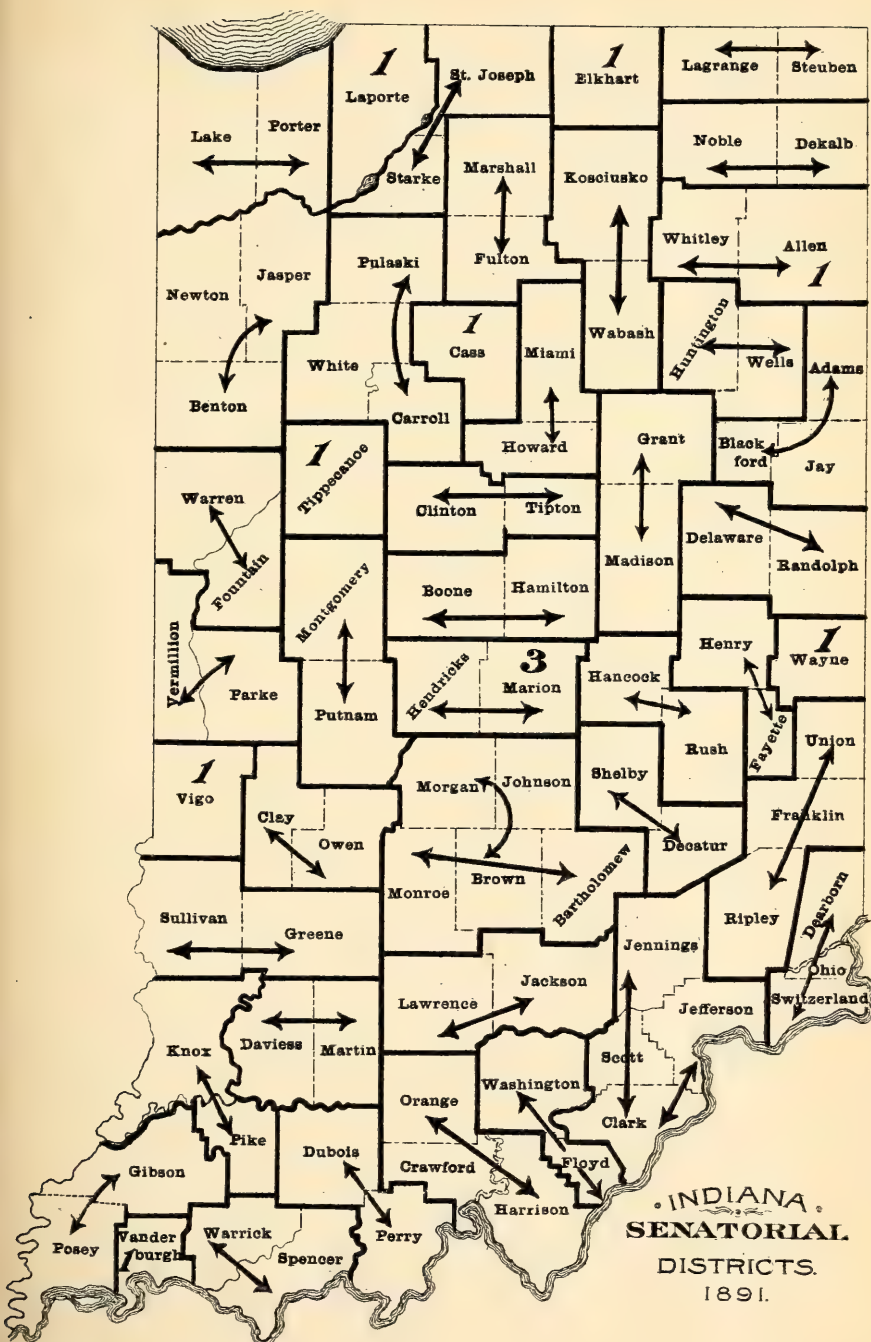 1
Laporte
St. Joseph
1
Elkhart
Lagrange
Steuben
Lake
Porter
Starke
Marshall
Kosciusko
Noble
Dekalb
Fulton
Whitley
Allen
1
Newton
Jasper
Pulaski
Benton
White
1
Cass
Miami
Wabash
Huntington
Wells
Adams
Carroll
Howard
Grant
Black
ford
Jay
Warren
Fountain
1
Tippecanoe
Clinton
Tipton
Madison
Delaware
Randolph
Montgomery
Boone
Hamilton
Vermillion
Parke
Putnam
Hendricks
3
Marion
Hancock
Henry
1
Wayne
Rush
Fayette
Union
1
Vigo
Clay
Owen
Morgan
Johnson
Shelby
Decatur
Franklin
Monroe
Brown
Bartholomew
Ripley
Dearborn
Sullivan
Greene
Jennings
Ohio
Switzerland
Lawrence
Jackson
Jefferson
Knox
Daviess
Martin
Scott
Orange
Washington
Clark
Pike
Dubois
Crawford
Floyd
Gibson
Harrison
Posey
Vander
burgh
1
Warrick
Spencer
Perry
INDIANA
SENATORIAL
DISTRICTS.
1891.